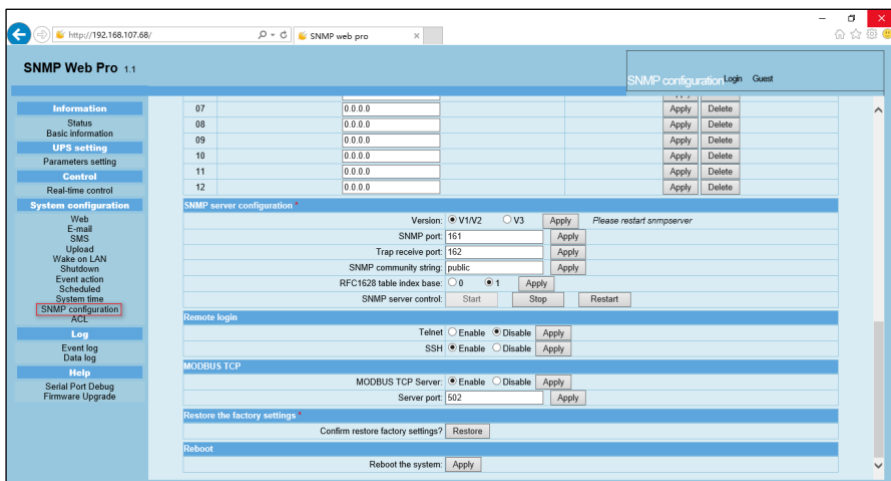 http://192.168.107.68/
SNMP web pro
SNMP Web Pro 1.1
SNMP configuration Login Guest
Information
Status
Basic information
UPS setting
Parameters setting
Control
Real-time control
System configuration
Web
E-mail
SMS
Upload
Wake on LAN
Shutdown
Event action
Scheduled
System time
SNMP configuration
ACL
Log
Event log
Data log
Help
Serial Port Debug
Firmware Upgrade
07 0.0.0.0 Apply Delete
08 0.0.0.0 Apply Delete
09 0.0.0.0 Apply Delete
10 0.0.0.0 Apply Delete
11 0.0.0.0 Apply Delete
12 0.0.0.0 Apply Delete
SNMP server configuration *
Version: V1/V2 V3 Apply Please restart snmpserver
SNMP port: 161 Apply
Trap receive port: 162 Apply
SNMP community string: public Apply
RFC1628 table index base: 0 1 Apply
SNMP server control: Start Stop Restart
Remote login
Telnet Enable Disable Apply
SSH Enable Disable Apply
MODBUS TCP
MODBUS TCP Server: Enable Disable Apply
Server port: 502 Apply
Restore the factory settings *
Confirm restore factory settings? Restore
Reboot
Reboot the system: Apply